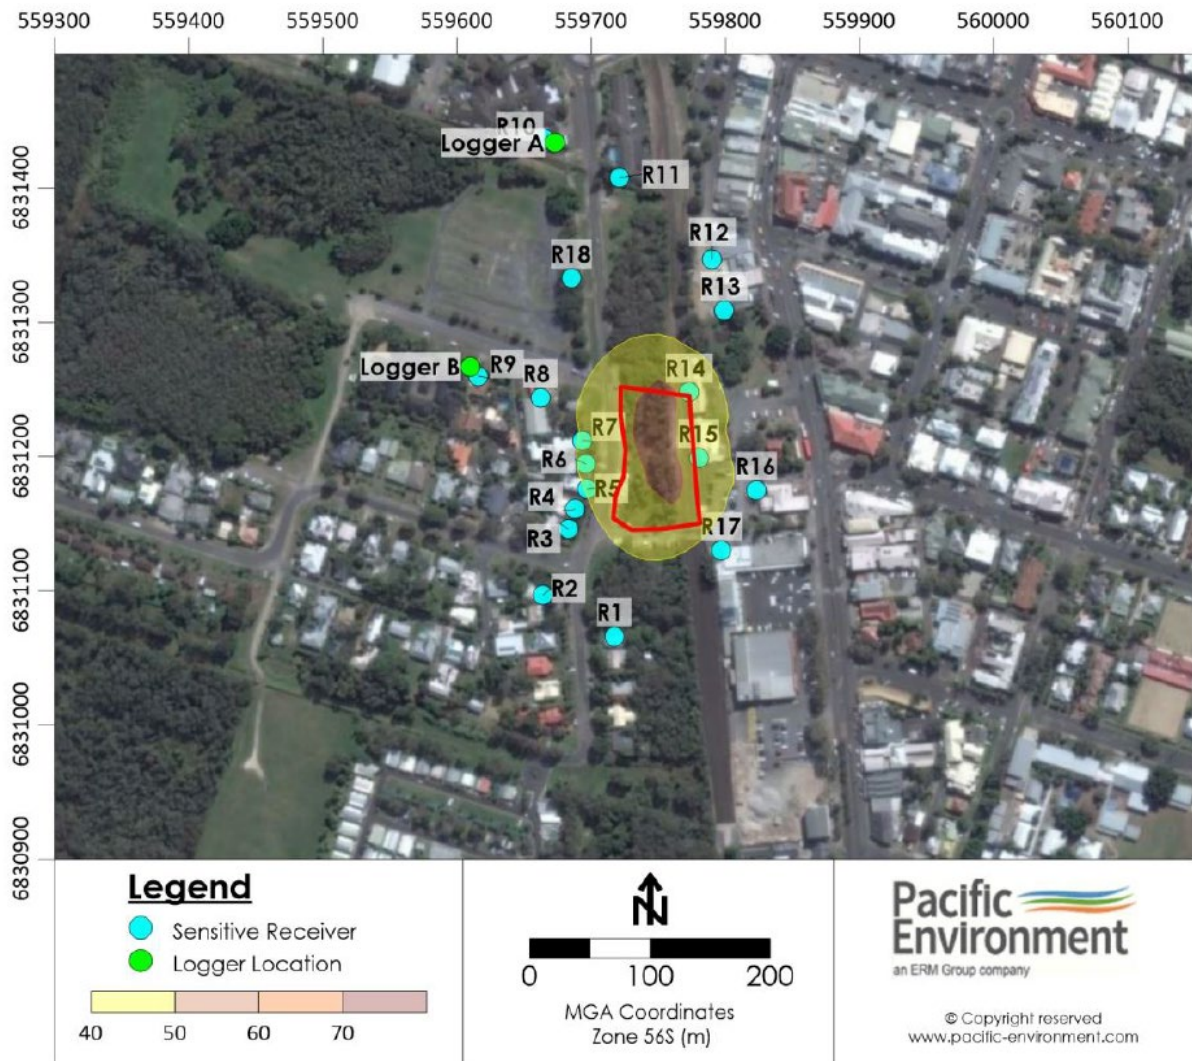 559300 559400 559500 559600 559700 559800 559900 560000 560100
6831400
6831300
6831200
6831100
6831000
6830900
R10
Logger A
R11
R12
R18
R13
Logger B
R9
R8
R14
R7
R15
R6
R5
R16
R4
R3
R17
R2
R1
Legend
Sensitive Receiver
Logger Location
40 50 60 70
N
0 100 200
MGA Coordinates
Zone 56S (m)
Pacific
Environment
an ERM Group company
© Copyright reserved
www.pacific-environment.com